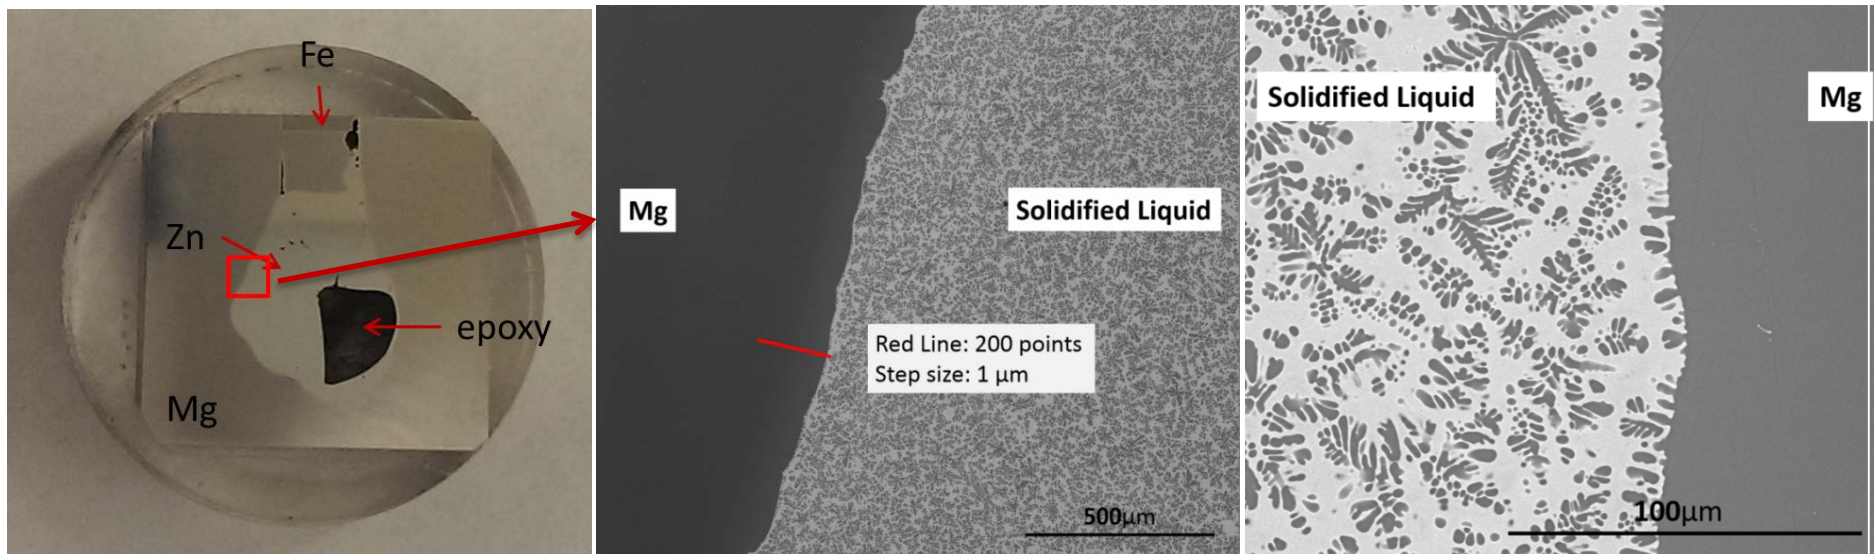 Fe
Zn
epoxy
Mg
Mg
Solidified Liquid
Red Line: 200 points
Step size: 1 μm
500μm
Solidified Liquid
Mg
100μm